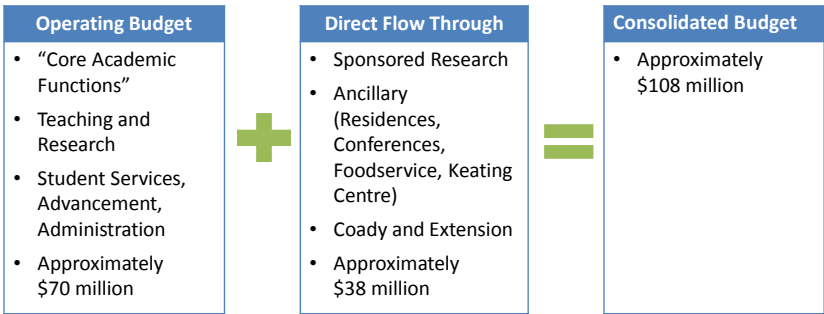 Operating Budget
• “Core Academic
Functions”
• Teaching and
Research
• Student Services,
Advancement,
Administration
• Approximately
$70 million
Direct Flow Through
• Sponsored Research
• Ancillary
(Residences,
Conferences,
Foodservice, Keating
Centre)
• Coady and Extension
• Approximately
$38 million
Consolidated Budget
• Approximately
$108 million